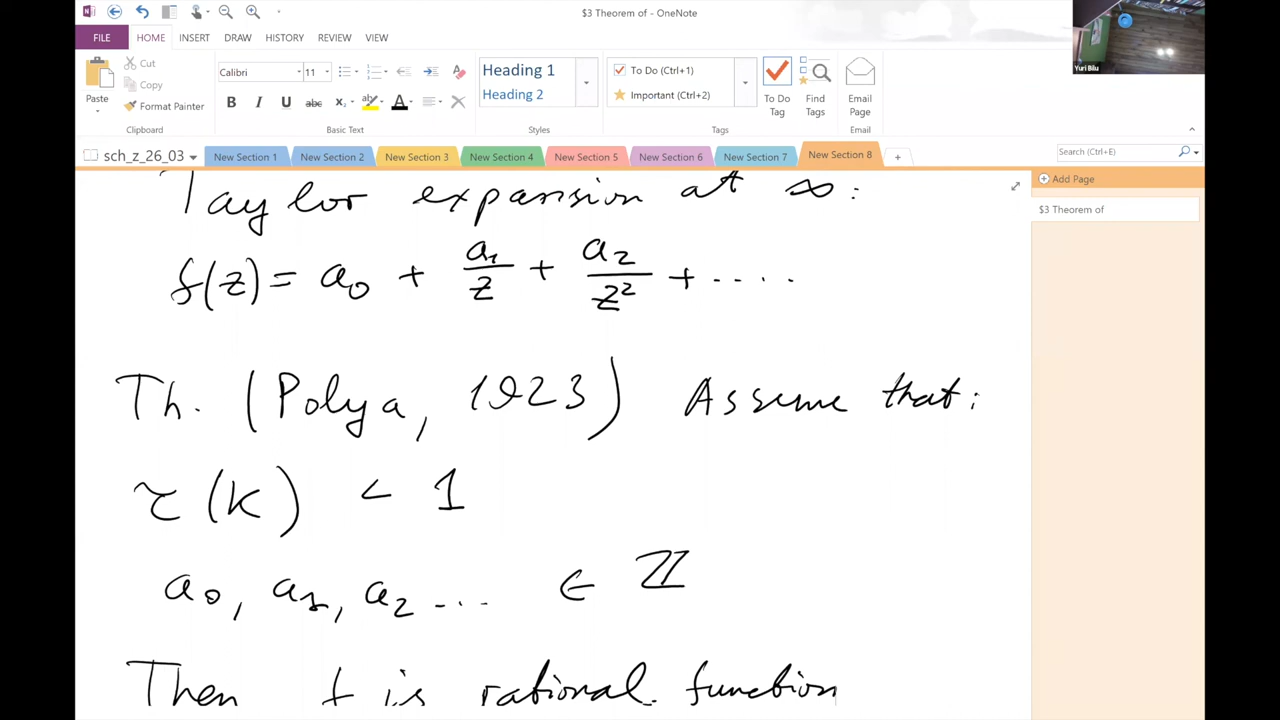 $3 Theorem of - OneNote
FILE HOME INSERT DRAW HISTORY REVIEW VIEW
Yuri Bilu
Paste
Cut
Copy
Format Painter
Clipboard
Calibri 11
B I U abc x₂ A
Basic Text
Heading 1
Heading 2
Styles
To Do (Ctrl+1)
Important (Ctrl+2)
To Do Tag
Find Tags
Tags
Email Page
Email
sch_z_26_03 New Section 1 New Section 2 New Section 3 New Section 4 New Section 5 New Section 6 New Section 7 New Section 8 + Search (Ctrl+E)
Add Page
$3 Theorem of
Taylor expansion at ∞:
f(z) = a₀ + a₁/z + a₂/z² + ....
Th. (Polya, 1923) Assume that:
τ(K) < 1
a₀, a₁, a₂ ... ∈ ℤ
Then f is rational function